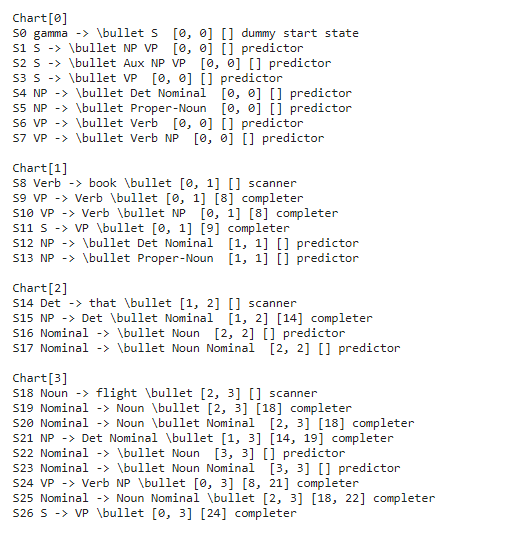 Chart[0]
S0 gamma -> \bullet S [0, 0] [] dummy start state
S1 S -> \bullet NP VP [0, 0] [] predictor
S2 S -> \bullet Aux NP VP [0, 0] [] predictor
S3 S -> \bullet VP [0, 0] [] predictor
S4 NP -> \bullet Det Nominal [0, 0] [] predictor
S5 NP -> \bullet Proper-Noun [0, 0] [] predictor
S6 VP -> \bullet Verb [0, 0] [] predictor
S7 VP -> \bullet Verb NP [0, 0] [] predictor
Chart[1]
S8 Verb -> book \bullet [0, 1] [] scanner
S9 VP -> Verb \bullet [0, 1] [8] completer
S10 VP -> Verb \bullet NP [0, 1] [8] completer
S11 S -> VP \bullet [0, 1] [9] completer
S12 NP -> \bullet Det Nominal [1, 1] [] predictor
S13 NP -> \bullet Proper-Noun [1, 1] [] predictor
Chart[2]
S14 Det -> that \bullet [1, 2] [] scanner
S15 NP -> Det \bullet Nominal [1, 2] [14] completer
S16 Nominal -> \bullet Noun [2, 2] [] predictor
S17 Nominal -> \bullet Noun Nominal [2, 2] [] predictor
Chart[3]
S18 Noun -> flight \bullet [2, 3] [] scanner
S19 Nominal -> Noun \bullet [2, 3] [18] completer
S20 Nominal -> Noun \bullet Nominal [2, 3] [18] completer
S21 NP -> Det Nominal \bullet [1, 3] [14, 19] completer
S22 Nominal -> \bullet Noun [3, 3] [] predictor
S23 Nominal -> \bullet Noun Nominal [3, 3] [] predictor
S24 VP -> Verb NP \bullet [0, 3] [8, 21] completer
S25 Nominal -> Noun Nominal \bullet [2, 3] [18, 22] completer
S26 S -> VP \bullet [0, 3] [24] completer